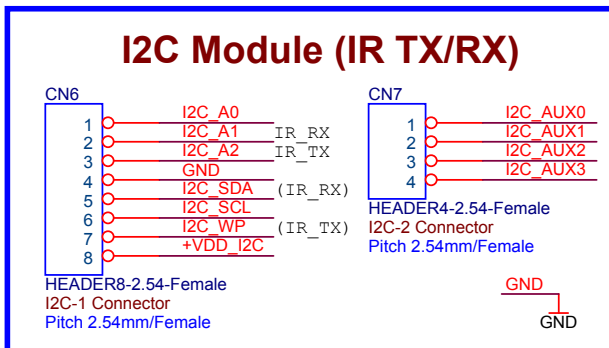 I2C Module (IR TX/RX)
CN6
1 I2C_A0
2 I2C_A1 IR_RX
3 I2C_A2 IR_TX
4 GND
5 I2C_SDA (IR_RX)
6 I2C_SCL
7 I2C_WP (IR_TX)
8 +VDD_I2C
HEADER8-2.54-Female
I2C-1 Connector
Pitch 2.54mm/Female
CN7
1 I2C_AUX0
2 I2C_AUX1
3 I2C_AUX2
4 I2C_AUX3
HEADER4-2.54-Female
I2C-2 Connector
Pitch 2.54mm/Female
GND
GND